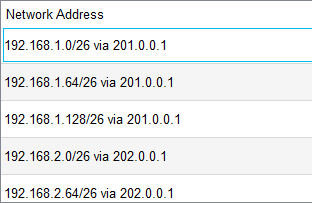 Network Address
192.168.1.0/26 via 201.0.0.1
192.168.1.64/26 via 201.0.0.1
192.168.1.128/26 via 201.0.0.1
192.168.2.0/26 via 202.0.0.1
192.168.2.64/26 via 202.0.0.1